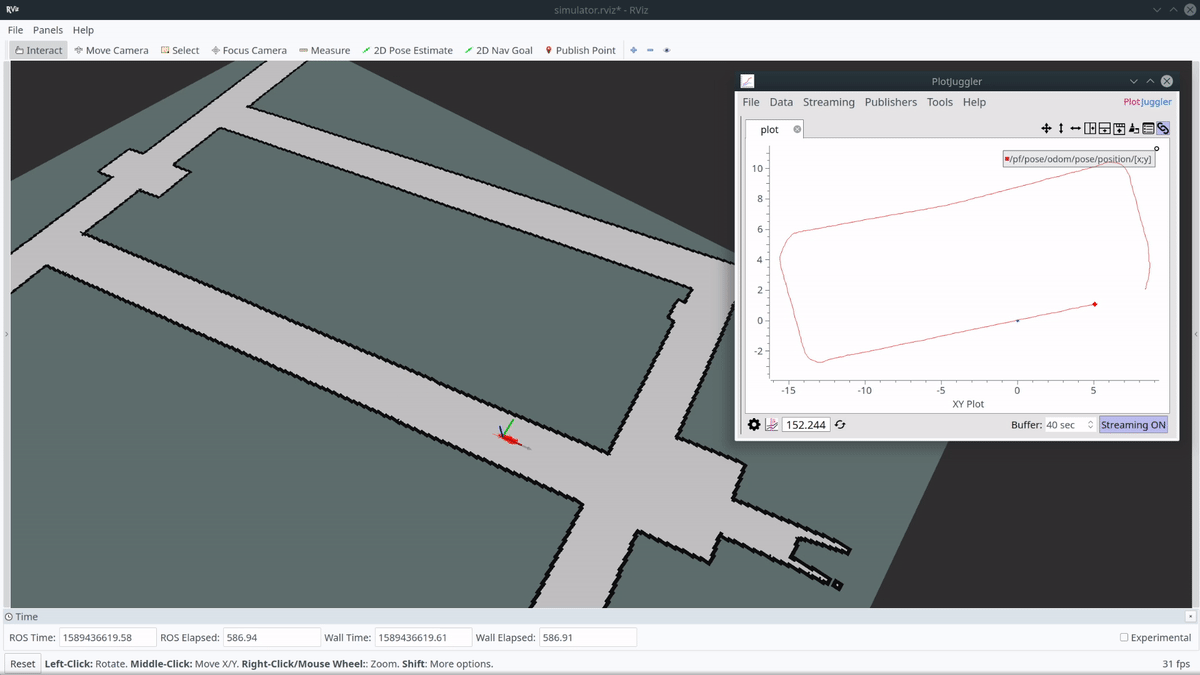 RViz
simulator.rviz* - RViz
File Panels Help
Interact Move Camera Select Focus Camera Measure 2D Pose Estimate 2D Nav Goal Publish Point
PlotJuggler
File Data Streaming Publishers Tools Help PlotJuggler
plot
/pf/pose/odom/pose/position/[x;y]
10
8
6
4
2
0
-2
-15 -10 -5 0 5
XY Plot
152.244 Buffer: 40 sec Streaming ON
Time
ROS Time: 1589436619.58 ROS Elapsed: 586.94 Wall Time: 1589436619.61 Wall Elapsed: 586.91 Experimental
Reset Left-Click: Rotate. Middle-Click: Move X/Y. Right-Click/Mouse Wheel:: Zoom. Shift: More options. 31 fps